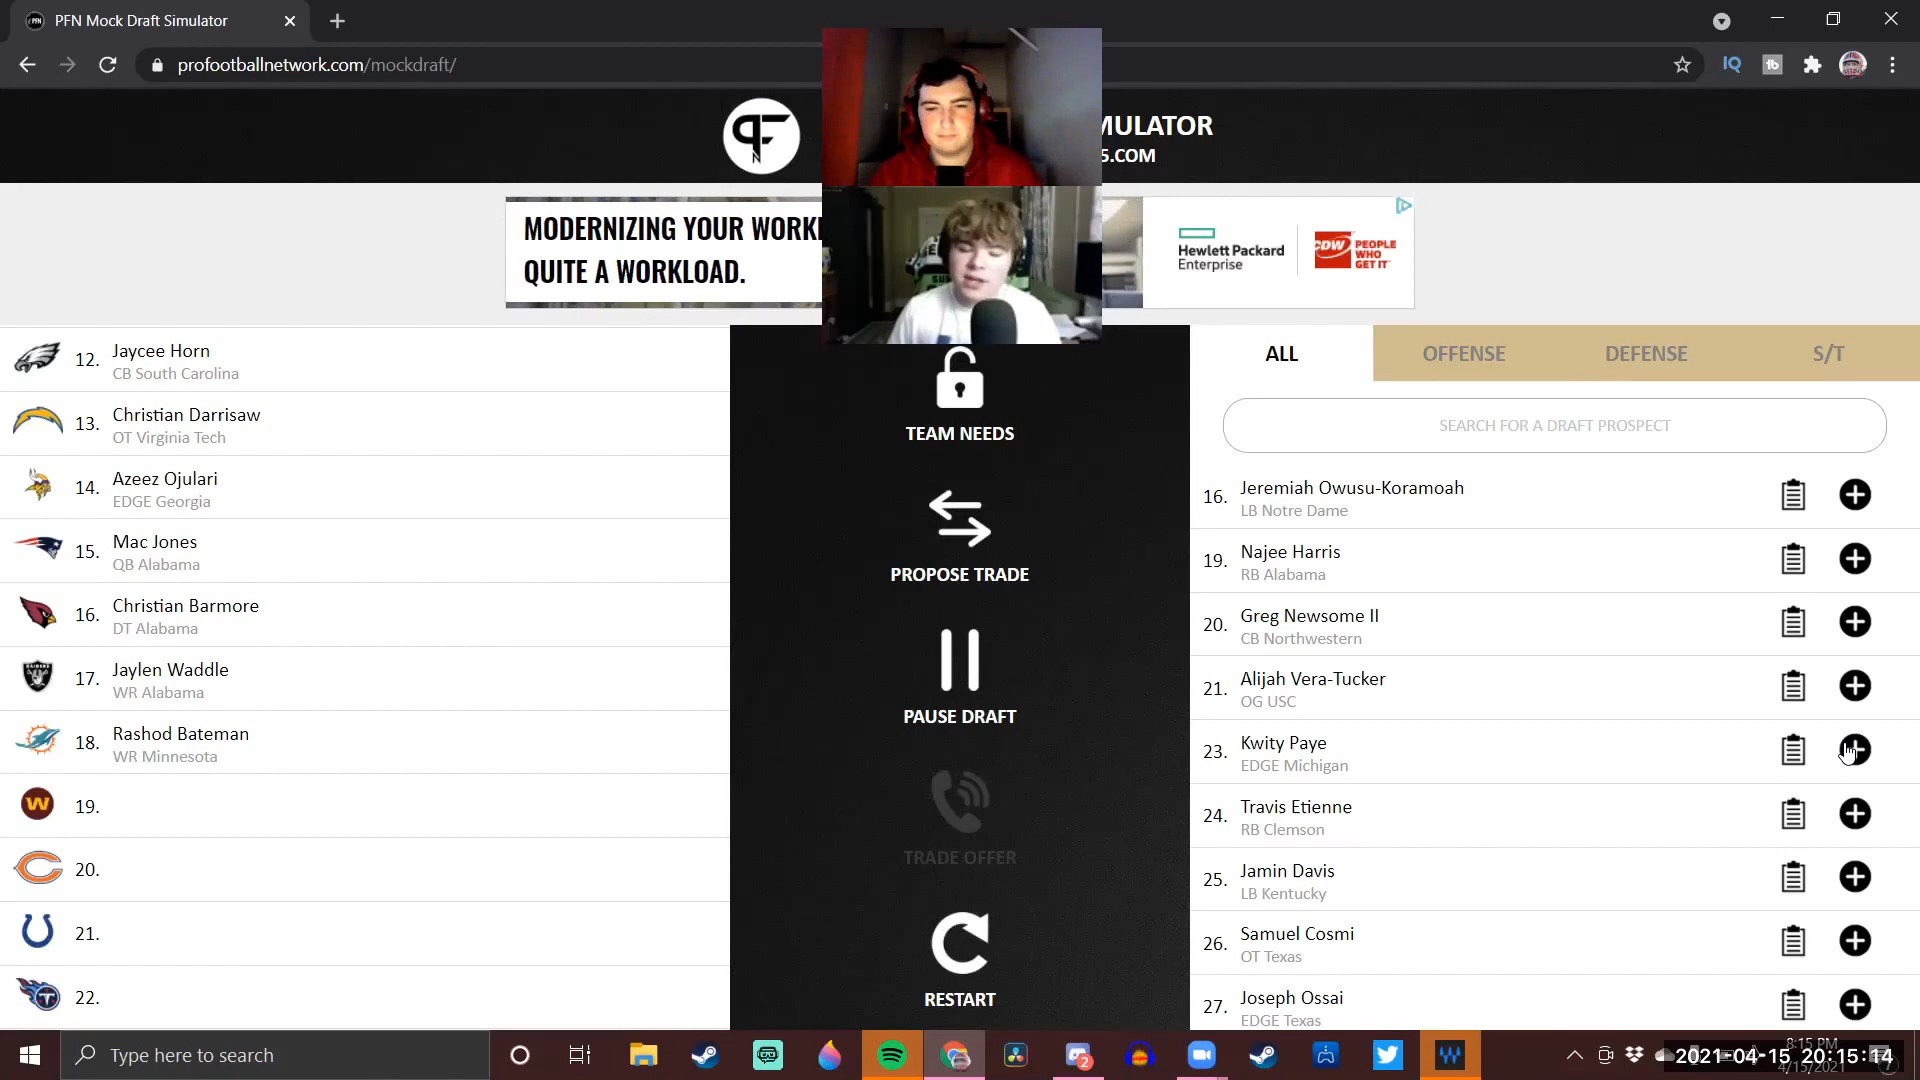 PFN Mock Draft Simulator
profootballnetwork.com/mockdraft/
MULATOR
S.COM
MODERNIZING YOUR WORK
QUITE A WORKLOAD.
Hewlett Packard
Enterprise
CDW
PEOPLE
WHO
GET IT
12. Jaycee Horn
CB South Carolina
13. Christian Darrisaw
OT Virginia Tech
14. Azeez Ojulari
EDGE Georgia
15. Mac Jones
QB Alabama
16. Christian Barmore
DT Alabama
17. Jaylen Waddle
WR Alabama
18. Rashod Bateman
WR Minnesota
19.
20.
21.
22.
TEAM NEEDS
PROPOSE TRADE
PAUSE DRAFT
TRADE OFFER
RESTART
ALL OFFENSE DEFENSE S/T
SEARCH FOR A DRAFT PROSPECT
16. Jeremiah Owusu-Koramoah
LB Notre Dame
19. Najee Harris
RB Alabama
20. Greg Newsome II
CB Northwestern
21. Alijah Vera-Tucker
OG USC
23. Kwity Paye
EDGE Michigan
24. Travis Etienne
RB Clemson
25. Jamin Davis
LB Kentucky
26. Samuel Cosmi
OT Texas
27. Joseph Ossai
EDGE Texas
Type here to search
8:15 PM
2021-04-15 20:15:14
4/15/2021